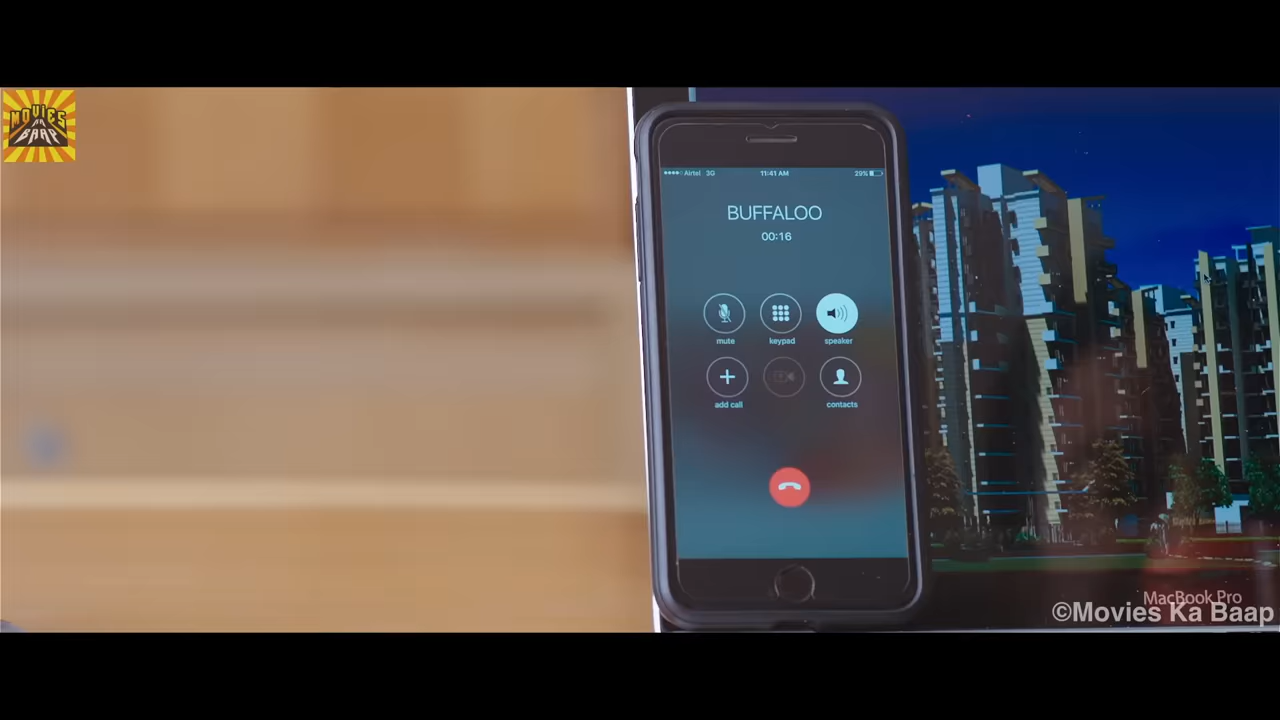 MOVIES
KA
BAAP
Airtel 3G
11:41 AM
29%
BUFFALOO
00:16
mute
keypad
speaker
add call
contacts
MacBook Pro
©Movies Ka Baap